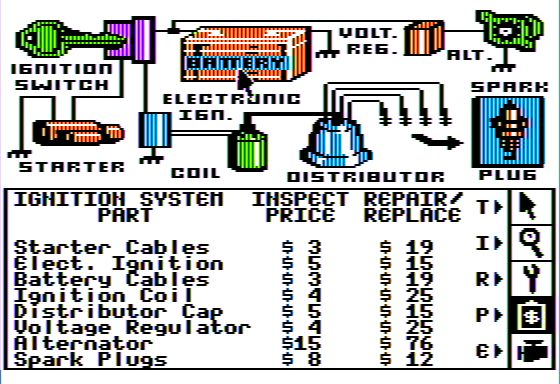 VOLT.
REG.
ALT.
BATTERY
IGNITION
SWITCH
ELECTRONIC
IGN.
SPARK
STARTER
COIL
DISTRIBUTOR
PLUG
IGNITION SYSTEM INSPECT REPAIR/
PART PRICE REPLACE
Starter Cables $ 3 $ 19
Elect. Ignition $ 5 $ 15
Battery Cables $ 3 $ 19
Ignition Coil $ 4 $ 25
Distributor Cap $ 5 $ 15
Voltage Regulator $ 4 $ 25
Alternator $15 $ 76
Spark Plugs $ 8 $ 12
T
I
R
P $
E